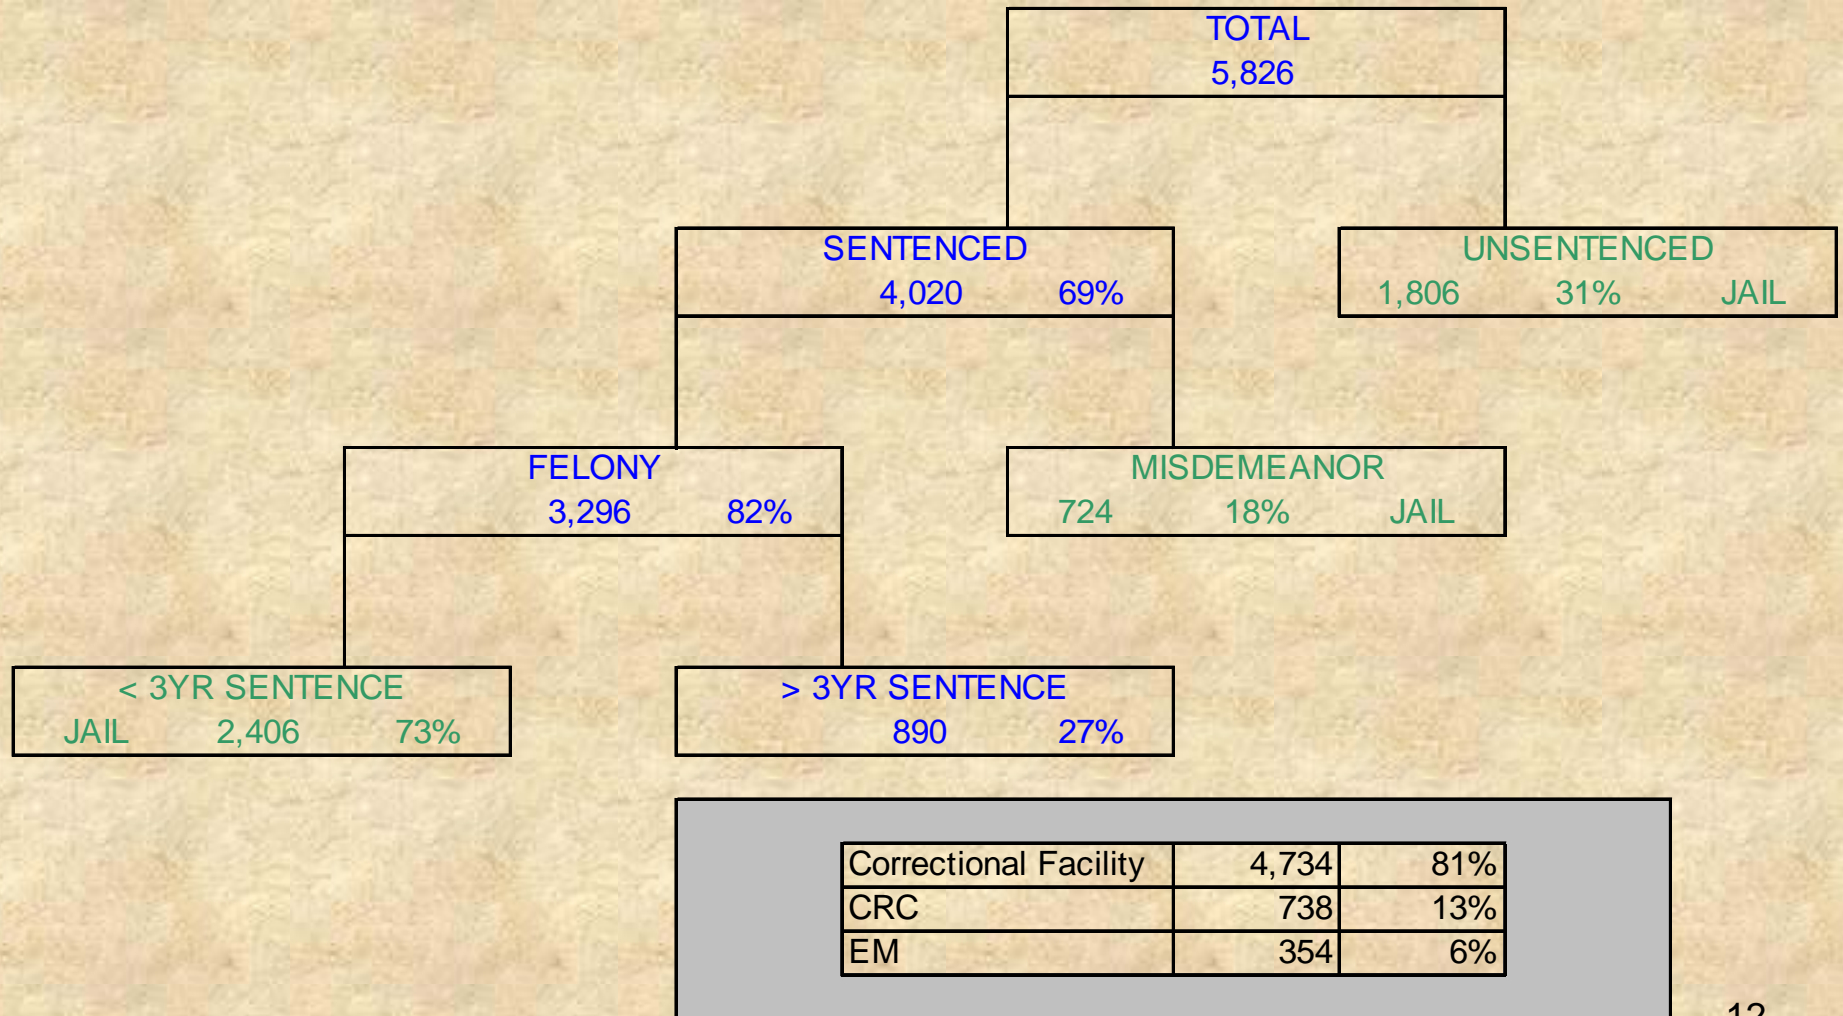 TOTAL
5,826
SENTENCED
4,020 69%
UNSENTENCED
1,806 31% JAIL
FELONY
3,296 82%
MISDEMEANOR
724 18% JAIL
< 3YR SENTENCE
JAIL 2,406 73%
> 3YR SENTENCE
890 27%
Correctional Facility 4,734 81%
CRC 738 13%
EM 354 6%
12